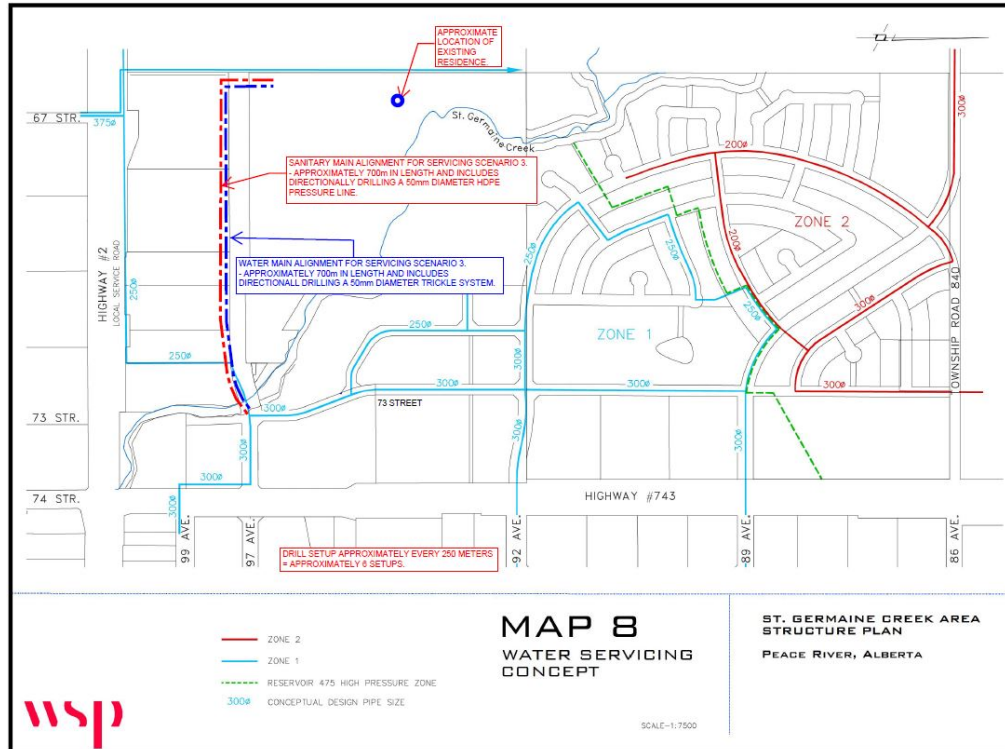 APPROXIMATE
LOCATION OF
EXISTING
RESIDENCE.
67 STR.
375ø
St. Germaine
Creek
300ø
200ø
SANITARY MAIN ALIGNMENT FOR SERVICING SCENARIO 3.
- APPROXIMATELY 700m IN LENGTH AND INCLUDES
DIRECTIONALLY DRILLING A 50mm DIAMETER HDPE
PRESSURE LINE.
ZONE 2
200ø
HIGHWAY #2
LOCAL SERVICE ROAD
250ø
WATER MAIN ALIGNMENT FOR SERVICING SCENARIO 3.
- APPROXIMATELY 700m IN LENGTH AND INCLUDES
DIRECTIONALL DRILLING A 50mm DIAMETER TRICKLE SYSTEM.
250ø
300ø
TOWNSHIP ROAD 840
250ø
ZONE 1
250ø
250ø
300ø
300ø
300ø
300ø
300ø
73 STREET
73 STR.
300ø
300ø
300ø
300ø
300ø
74 STR.
HIGHWAY #743
99 AVE.
97 AVE.
92 AVE.
89 AVE.
86 AVE.
DRILL SETUP APPROXIMATELY EVERY 250 METERS
= APPROXIMATELY 6 SETUPS.
ZONE 2
ZONE 1
RESERVOIR 475 HIGH PRESSURE ZONE
300ø CONCEPTUAL DESIGN PIPE SIZE
MAP 8
WATER SERVICING
CONCEPT
SCALE-1:7500
ST. GERMAINE CREEK AREA
STRUCTURE PLAN
PEACE RIVER, ALBERTA
wsp